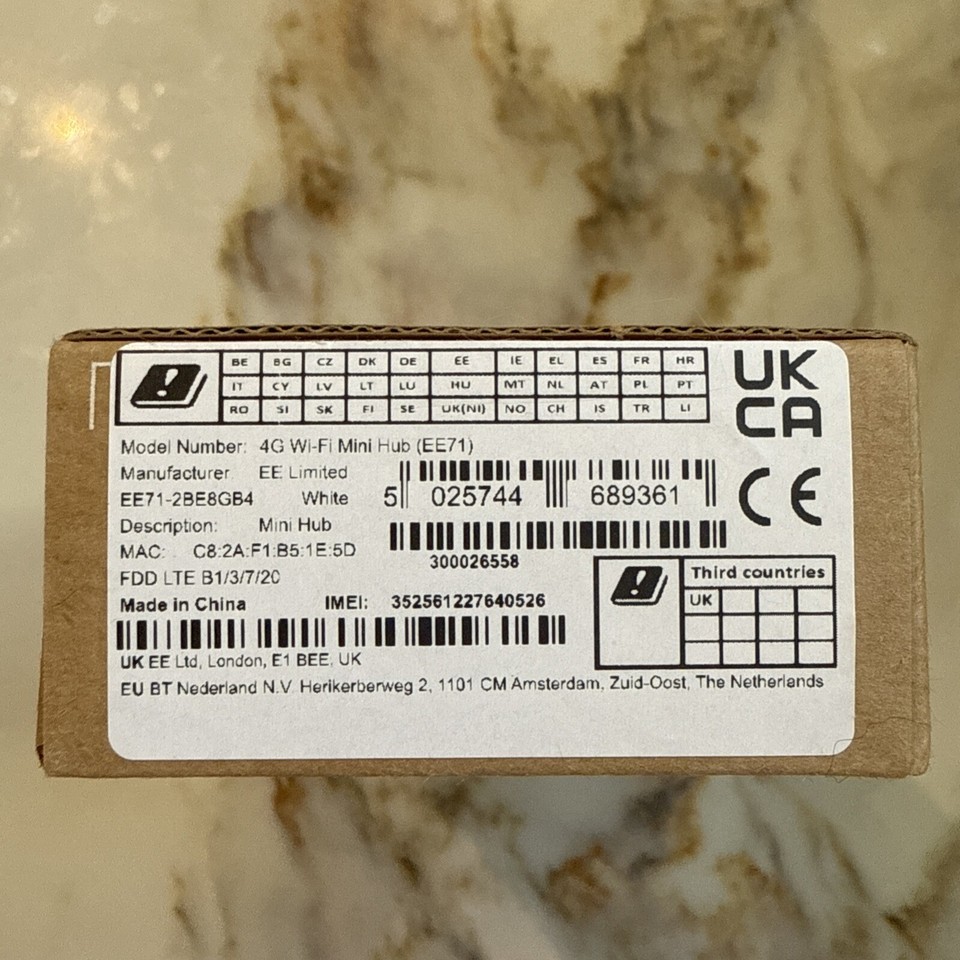 BE BG CZ DK DE EE IE EL ES FR HR
IT CY LV LT LU HU MT NL AT PL PT
RO SI SK FI SE UK(NI) NO CH IS TR LI
UK
CA
Model Number: 4G Wi-Fi Mini Hub (EE71)
Manufacturer EE Limited
EE71-2BE8GB4 White
5 025744 689361
CE
Description: Mini Hub
MAC: C8:2A:F1:B5:1E:5D
300026558
FDD LTE B1/3/7/20
Third countries
UK
Made in China IMEI: 352561227640526
UK EE Ltd, London, E1 BEE, UK
EU BT Nederland N.V. Herikerberweg 2, 1101 CM Amsterdam, Zuid-Oost, The Netherlands